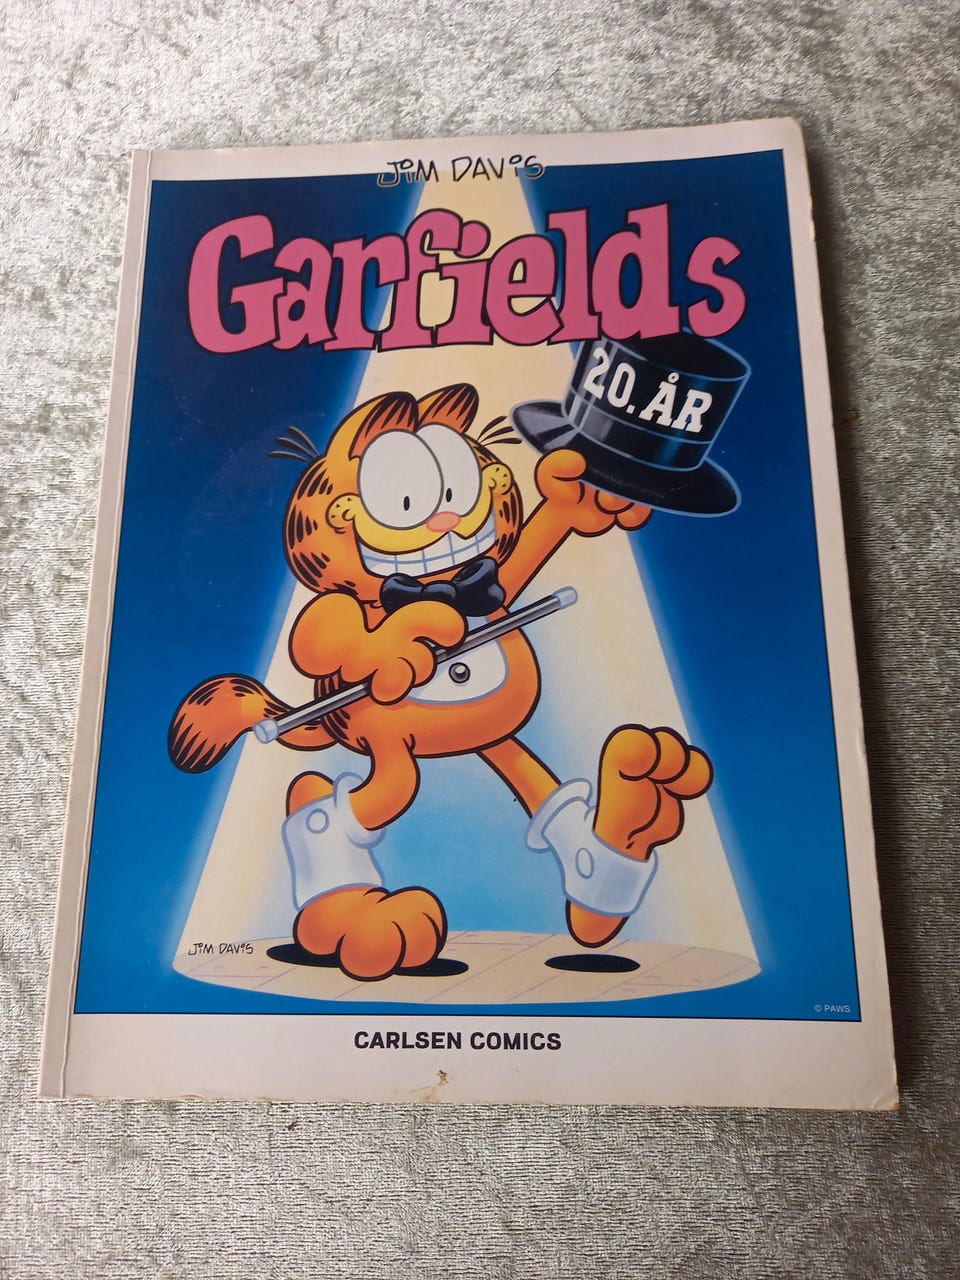 JIM DAVIS
Garfields
20. ÅR
JIM DAVIS
© PAWS
CARLSEN COMICS